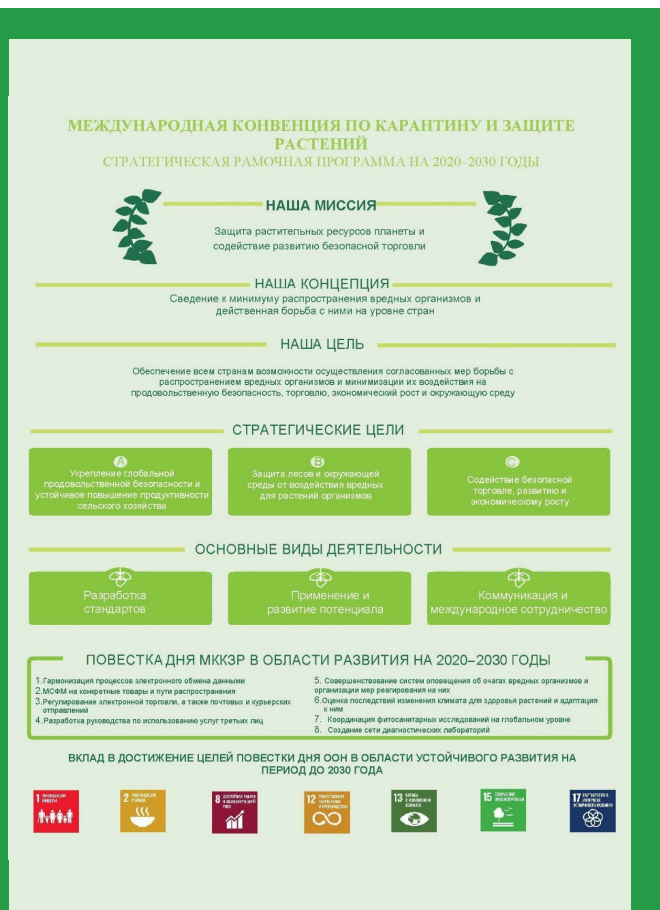 МЕЖДУНАРОДНАЯ КОНВЕНЦИЯ ПО КАРАНТИНУ И ЗАЩИТЕ
РАСТЕНИЙ
СТРАТЕГИЧЕСКАЯ РАМОЧНАЯ ПРОГРАММА НА 2020–2030 ГОДЫ
НАША МИССИЯ
Защита растительных ресурсов планеты и
содействие развитию безопасной торговли
НАША КОНЦЕПЦИЯ
Сведение к минимуму распространения вредных организмов и
действенная борьба с ними на уровне стран
НАША ЦЕЛЬ
Обеспечение всем странам возможности осуществления согласованных мер борьбы с
распространением вредных организмов и минимизации их воздействия на
продовольственную безопасность, торговлю, экономический рост и окружающую среду
СТРАТЕГИЧЕСКИЕ ЦЕЛИ
A
Укрепление глобальной
продовольственной безопасности и
устойчивое повышение продуктивности
сельского хозяйства
B
Защита лесов и окружающей
среды от воздействия вредных
для растений организмов
C
Содействие безопасной
торговле, развитию и
экономическому росту
ОСНОВНЫЕ ВИДЫ ДЕЯТЕЛЬНОСТИ
Разработка
стандартов
Применение и
развитие потенциала
Коммуникация и
международное сотрудничество
ПОВЕСТКА ДНЯ МККЗР В ОБЛАСТИ РАЗВИТИЯ НА 2020–2030 ГОДЫ
1.Гармонизация процессов электронного обмена данными
2.МСФМ на конкретные товары и пути распространения
3.Регулирование электронной торговли, а также почтовых и курьерских
отправлений
4. Разработка руководства по использованию услуг третьих лиц
5. Совершенствование систем оповещения об очагах вредных организмов и
организации мер реагирования на них
6.Оценка последствий изменения климата для здоровья растений и адаптация
к ним
7. Координация фитосанитарных исследований на глобальном уровне
8. Создание сети диагностических лабораторий
ВКЛАД В ДОСТИЖЕНИЕ ЦЕЛЕЙ ПОВЕСТКИ ДНЯ ООН В ОБЛАСТИ УСТОЙЧИВОГО РАЗВИТИЯ НА
ПЕРИОД ДО 2030 ГОДА
1
2
8
12
13
15
17